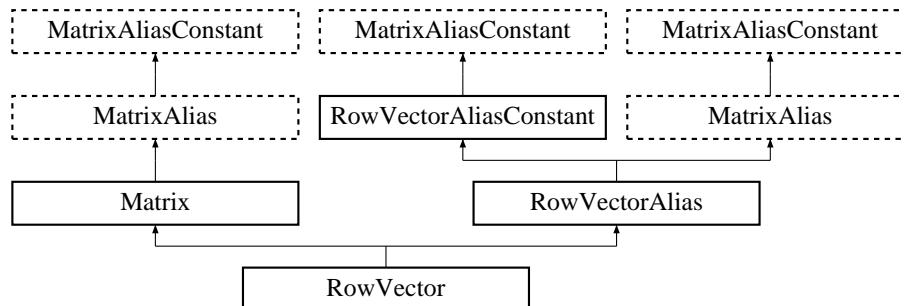 MatrixAliasConstant MatrixAliasConstant MatrixAliasConstant
MatrixAlias RowVectorAliasConstant MatrixAlias
Matrix RowVectorAlias
RowVector